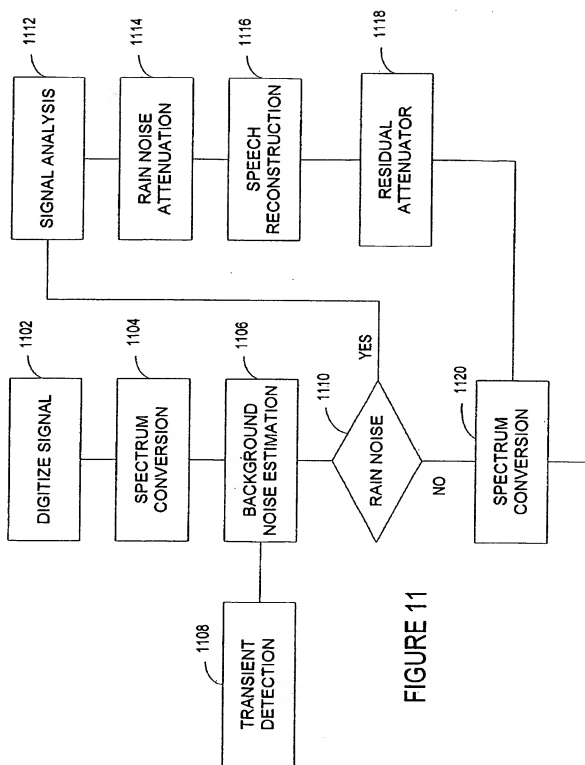 1102
DIGITIZE SIGNAL
1104
SPECTRUM
CONVERSION
1106
BACKGROUND
NOISE ESTIMATION
1108
TRANSIENT
DETECTION
1110
RAIN NOISE
YES
NO
1112
SIGNAL ANALYSIS
1114
RAIN NOISE
ATTENUATION
1116
SPEECH
RECONSTRUCTION
1118
RESIDUAL
ATTENUATOR
1120
SPECTRUM
CONVERSION
FIGURE 11